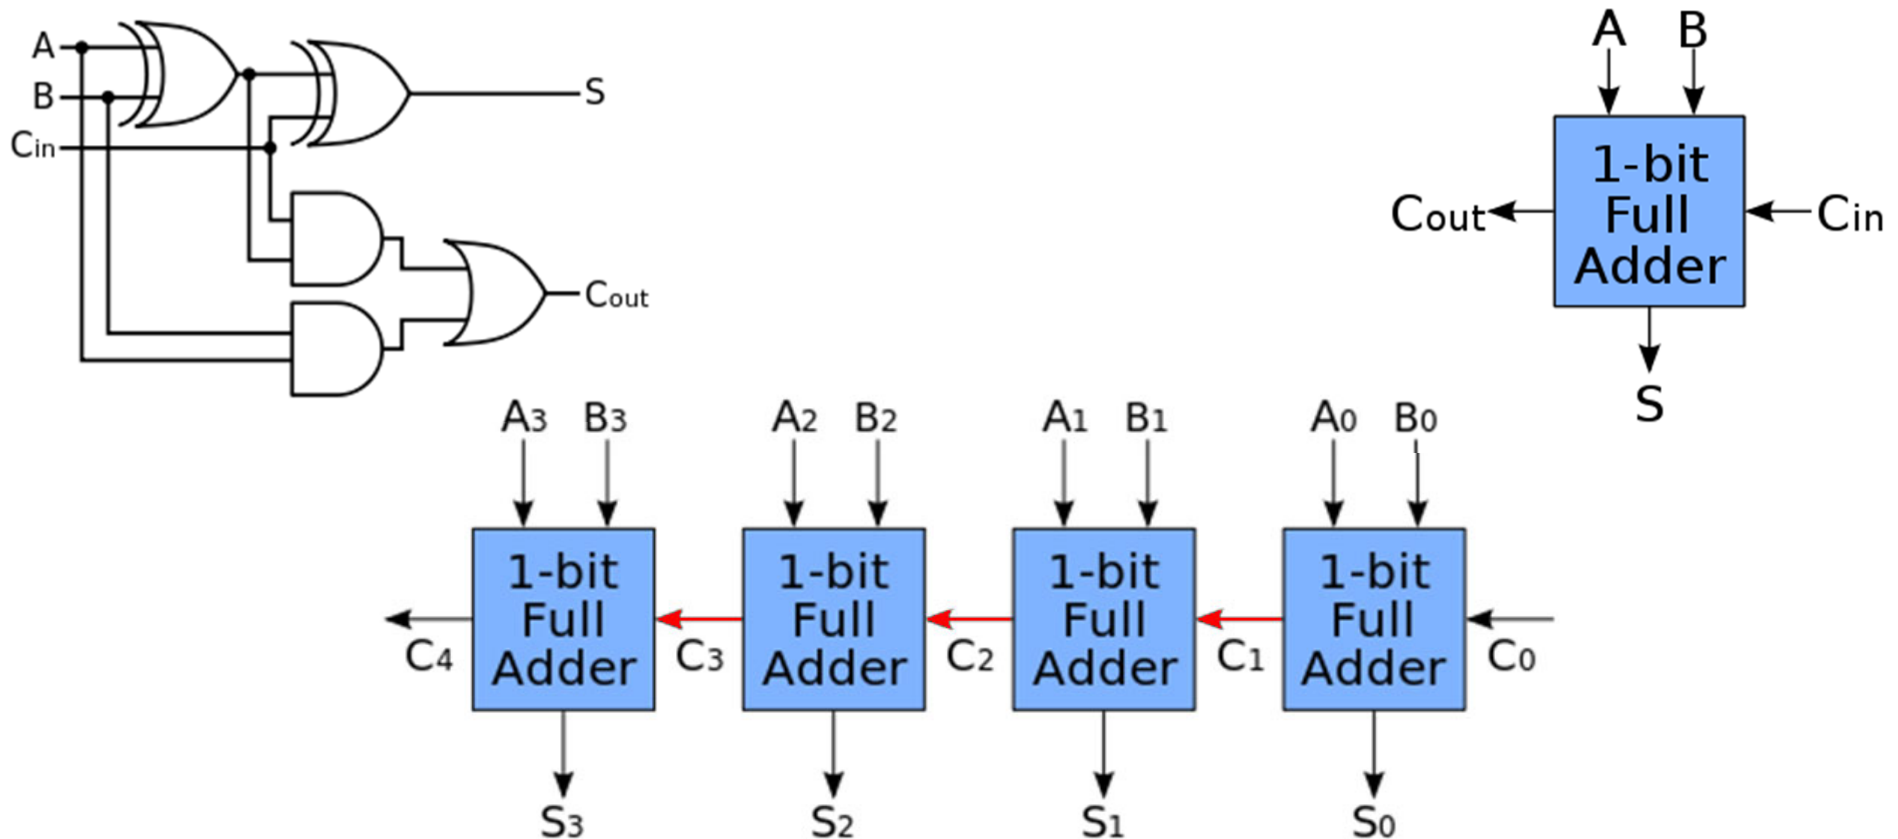 A
B
Cin
S
Cout
A B
1-bit
Full
Adder
Cout
Cin
S
A3 B3 A2 B2 A1 B1 A0 B0
1-bit 1-bit 1-bit 1-bit
Full Full Full Full
Adder Adder Adder Adder
C4 C3 C2 C1 C0
S3 S2 S1 S0